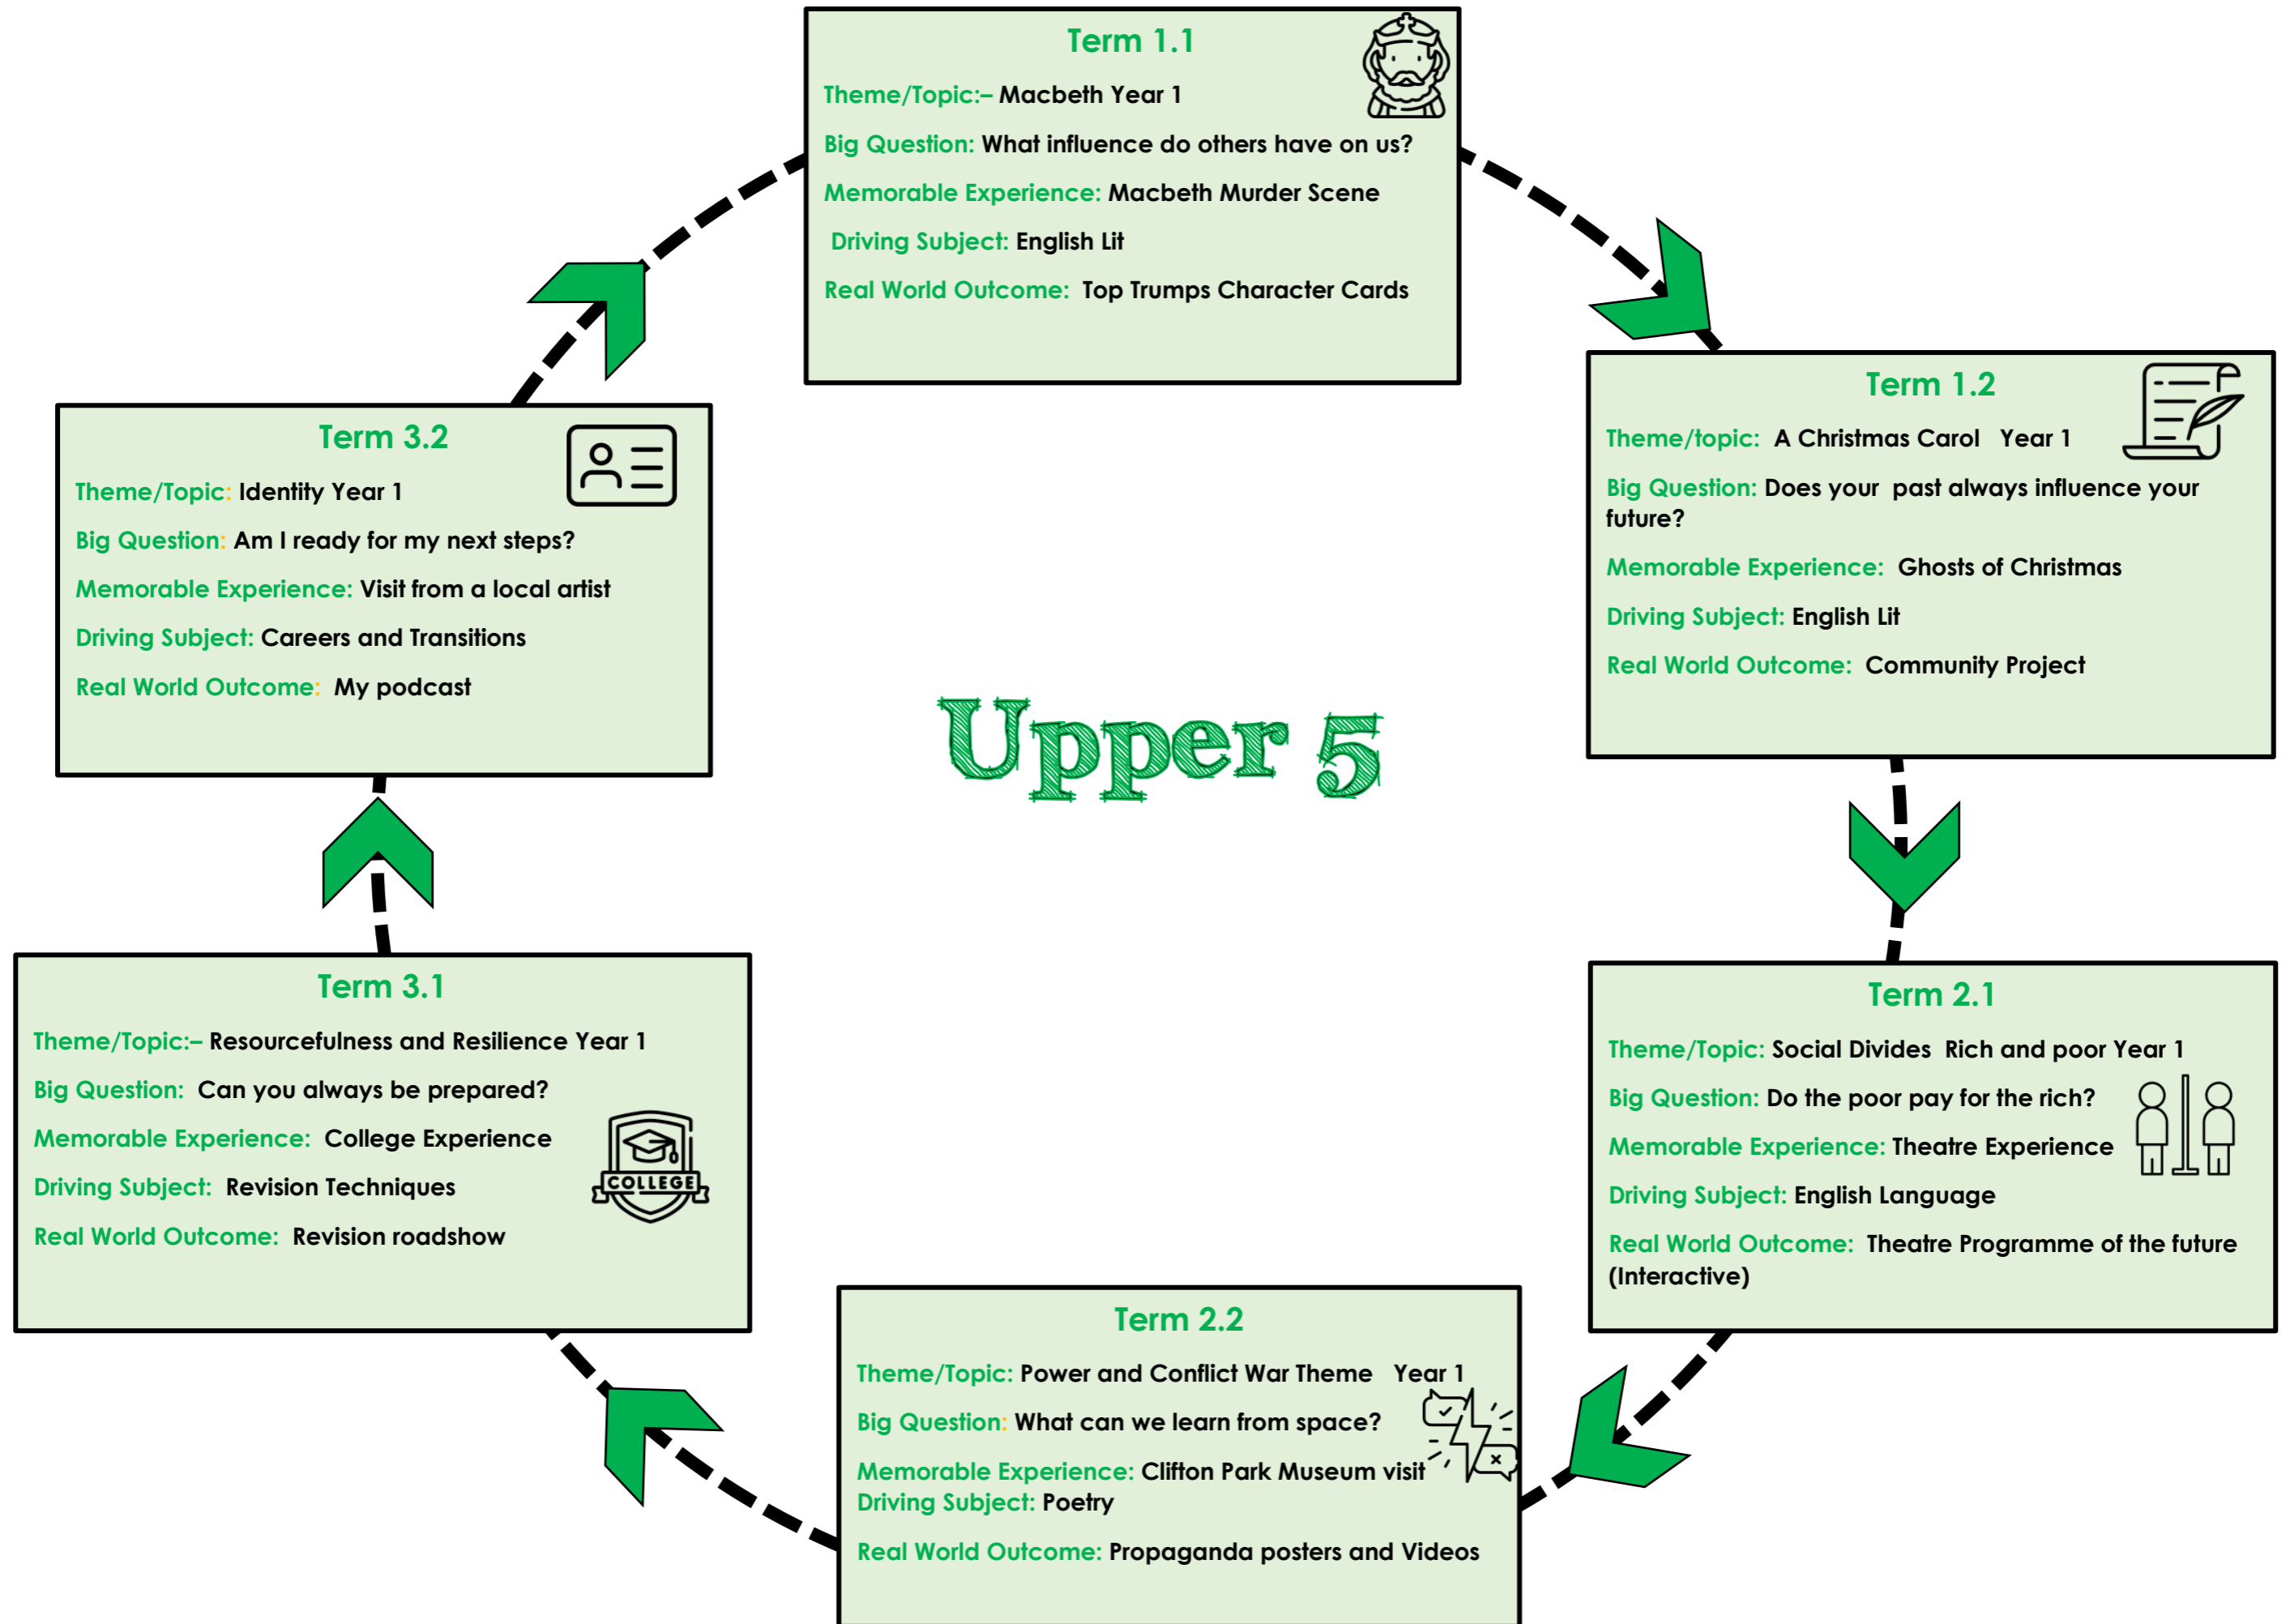 Term 1.1
Theme/Topic:– Macbeth Year 1
Big Question: What influence do others have on us?
Memorable Experience: Macbeth Murder Scene
Driving Subject: English Lit
Real World Outcome: Top Trumps Character Cards
Term 1.2
Theme/topic: A Christmas Carol Year 1
Big Question: Does your past always influence your
future?
Memorable Experience: Ghosts of Christmas
Driving Subject: English Lit
Real World Outcome: Community Project
Term 3.2
Theme/Topic: Identity Year 1
Big Question: Am I ready for my next steps?
Memorable Experience: Visit from a local artist
Driving Subject: Careers and Transitions
Real World Outcome: My podcast
Upper 5
Term 3.1
Theme/Topic:– Resourcefulness and Resilience Year 1
Big Question: Can you always be prepared?
Memorable Experience: College Experience
Driving Subject: Revision Techniques
Real World Outcome: Revision roadshow
COLLEGE
Term 2.1
Theme/Topic: Social Divides Rich and poor Year 1
Big Question: Do the poor pay for the rich?
Memorable Experience: Theatre Experience
Driving Subject: English Language
Real World Outcome: Theatre Programme of the future
(Interactive)
Term 2.2
Theme/Topic: Power and Conflict War Theme Year 1
Big Question: What can we learn from space?
Memorable Experience: Clifton Park Museum visit
Driving Subject: Poetry
Real World Outcome: Propaganda posters and Videos